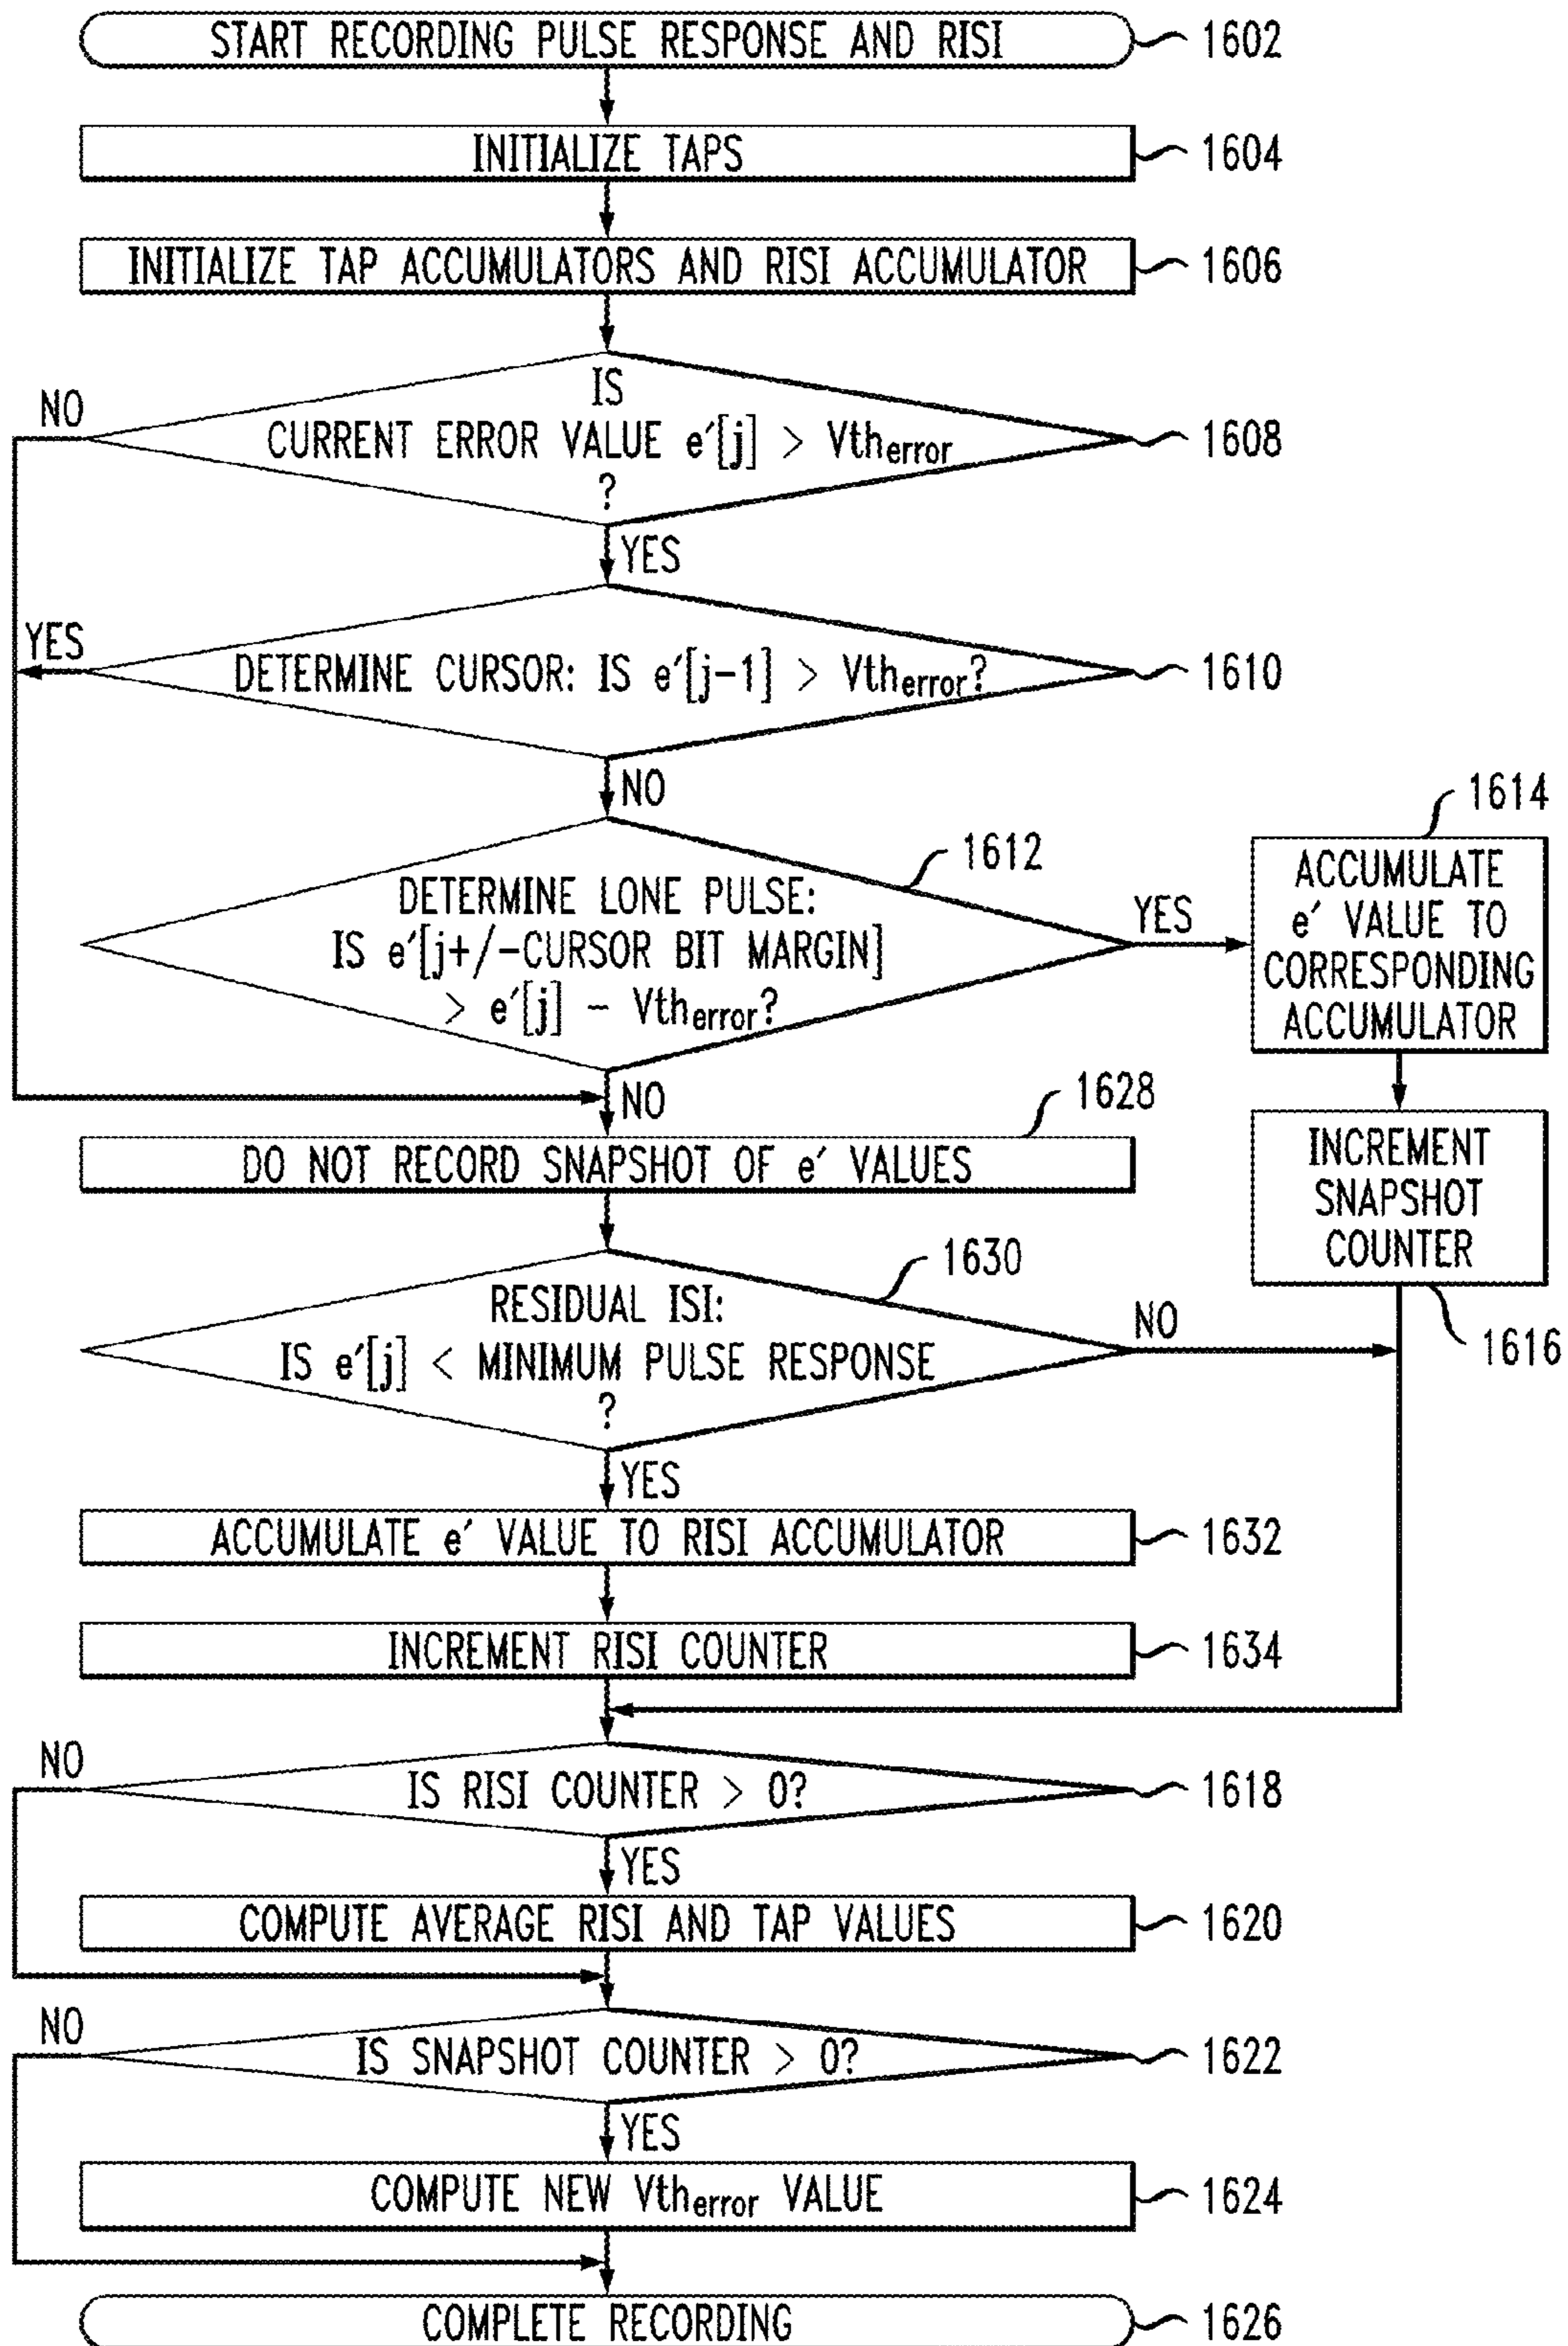 START RECORDING PULSE RESPONSE AND RISI
1602
INITIALIZE TAPS
1604
INITIALIZE TAP ACCUMULATORS AND RISI ACCUMULATOR
1606
IS
CURRENT ERROR VALUE e′[j] > Vtherror
?
NO
1608
YES
DETERMINE CURSOR: IS e′[j-1] > Vtherror?
YES
1610
NO
DETERMINE LONE PULSE:
IS e′[j+/-CURSOR BIT MARGIN]
> e′[j] - Vtherror?
1612
YES
1614
ACCUMULATE
e′ VALUE TO
CORRESPONDING
ACCUMULATOR
NO
INCREMENT
SNAPSHOT
COUNTER
1616
DO NOT RECORD SNAPSHOT OF e′ VALUES
1628
RESIDUAL ISI:
IS e′[j] < MINIMUM PULSE RESPONSE
?
1630
NO
YES
ACCUMULATE e′ VALUE TO RISI ACCUMULATOR
1632
INCREMENT RISI COUNTER
1634
IS RISI COUNTER > 0?
NO
1618
YES
COMPUTE AVERAGE RISI AND TAP VALUES
1620
IS SNAPSHOT COUNTER > 0?
NO
1622
YES
COMPUTE NEW Vtherror VALUE
1624
COMPLETE RECORDING
1626